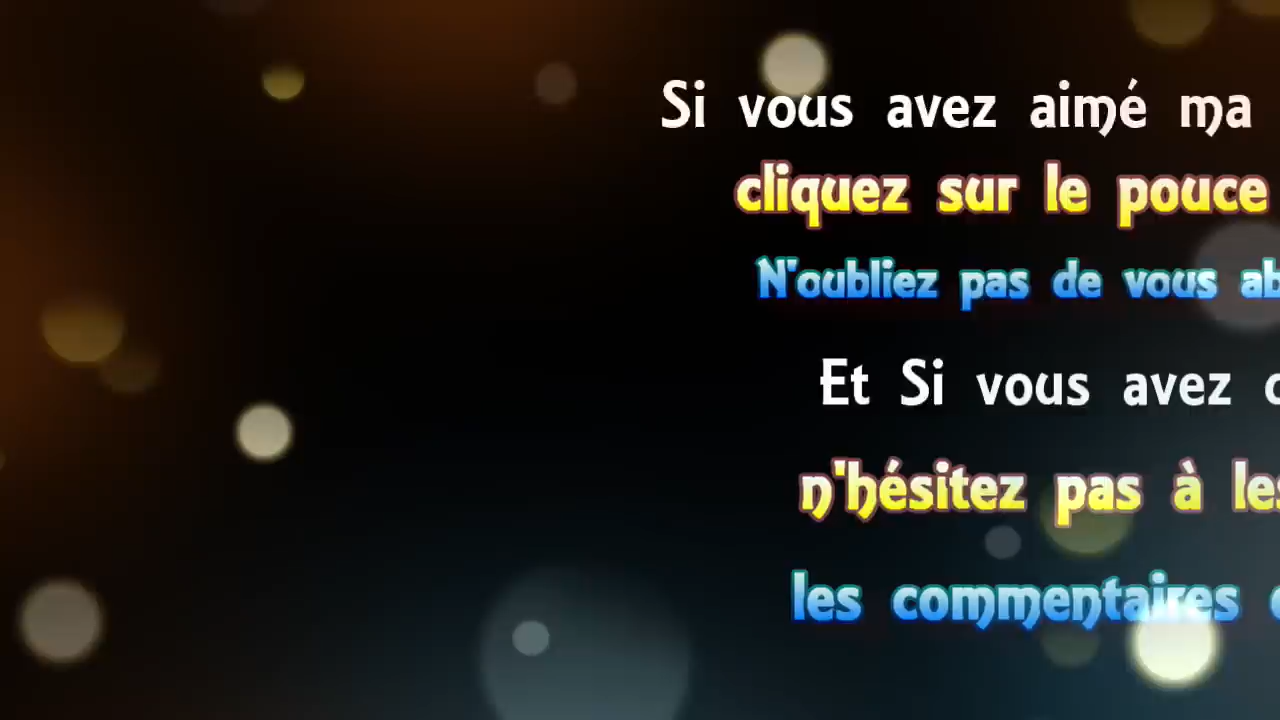 Si vous avez aimé ma
cliquez sur le pouce
N'oubliez pas de vous
Et Si vous avez
n'hésitez pas à
les commentaires